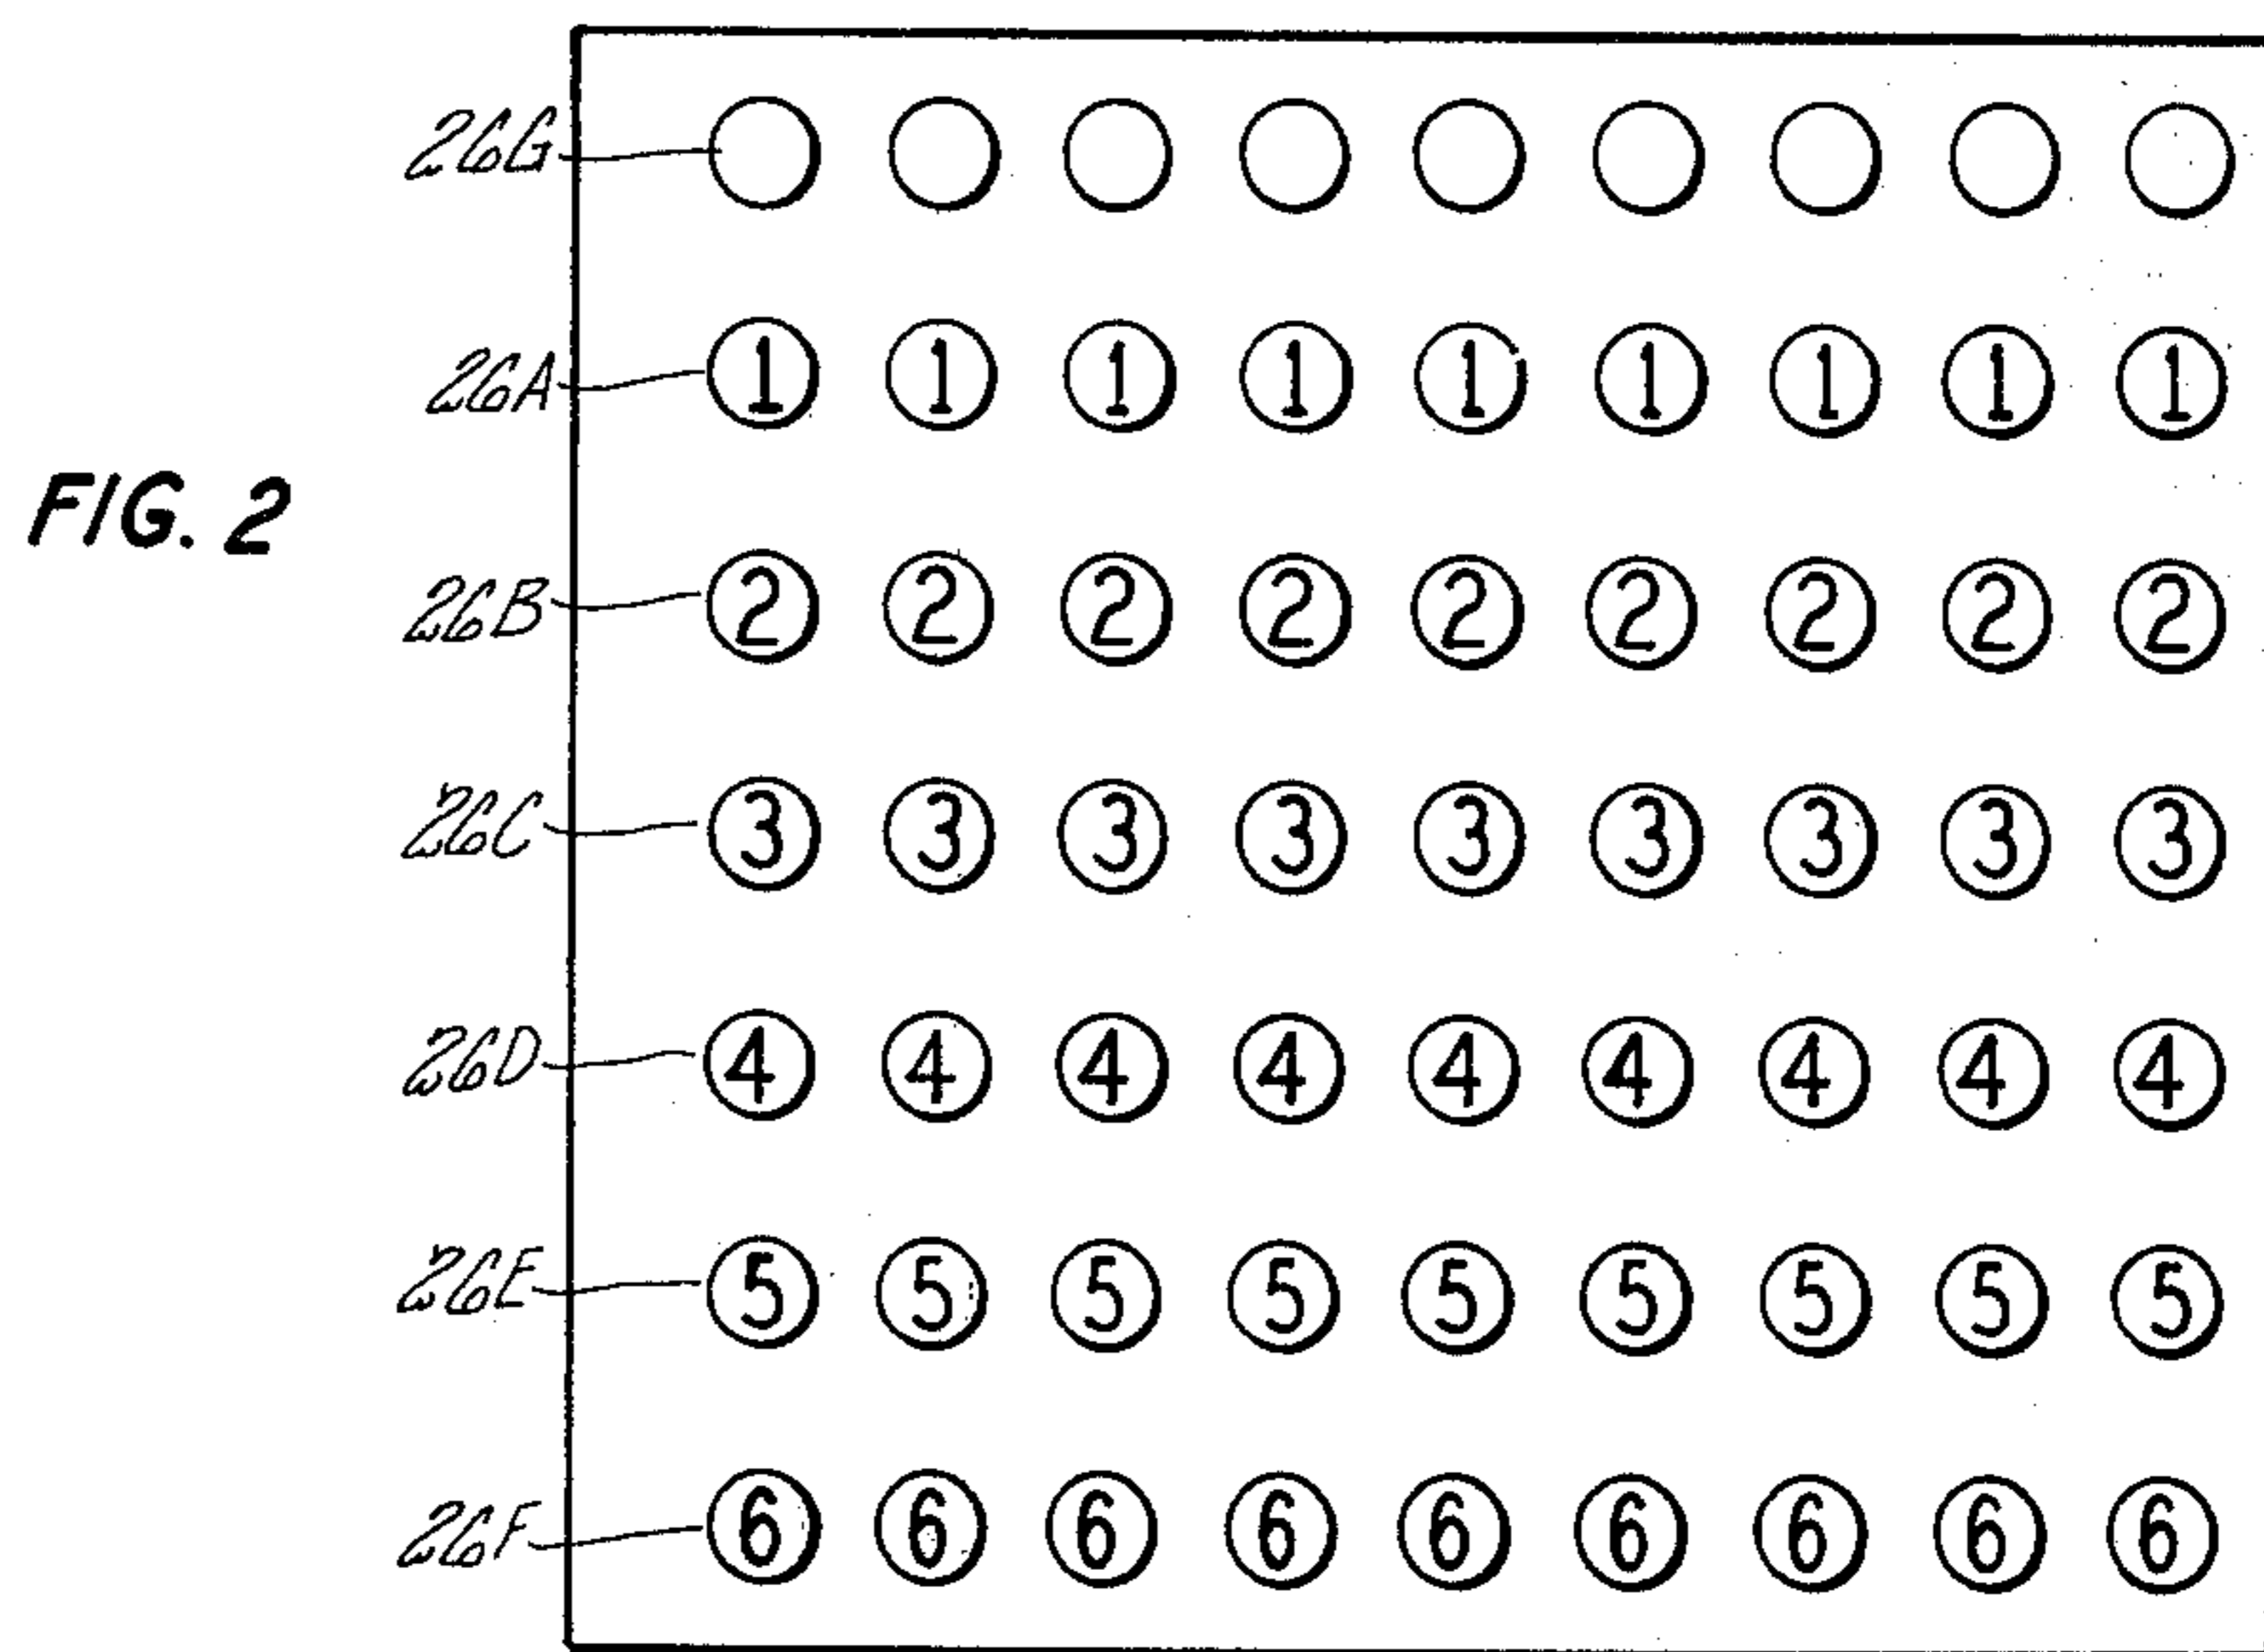 26G
26A 1 1 1 1 1 1 1 1 1
FIG. 2
26B 2 2 2 2 2 2 2 2 2
26C 3 3 3 3 3 3 3 3 3
26D 4 4 4 4 4 4 4 4 4
26E 5 5 5 5 5 5 5 5 5
26F 6 6 6 6 6 6 6 6 6